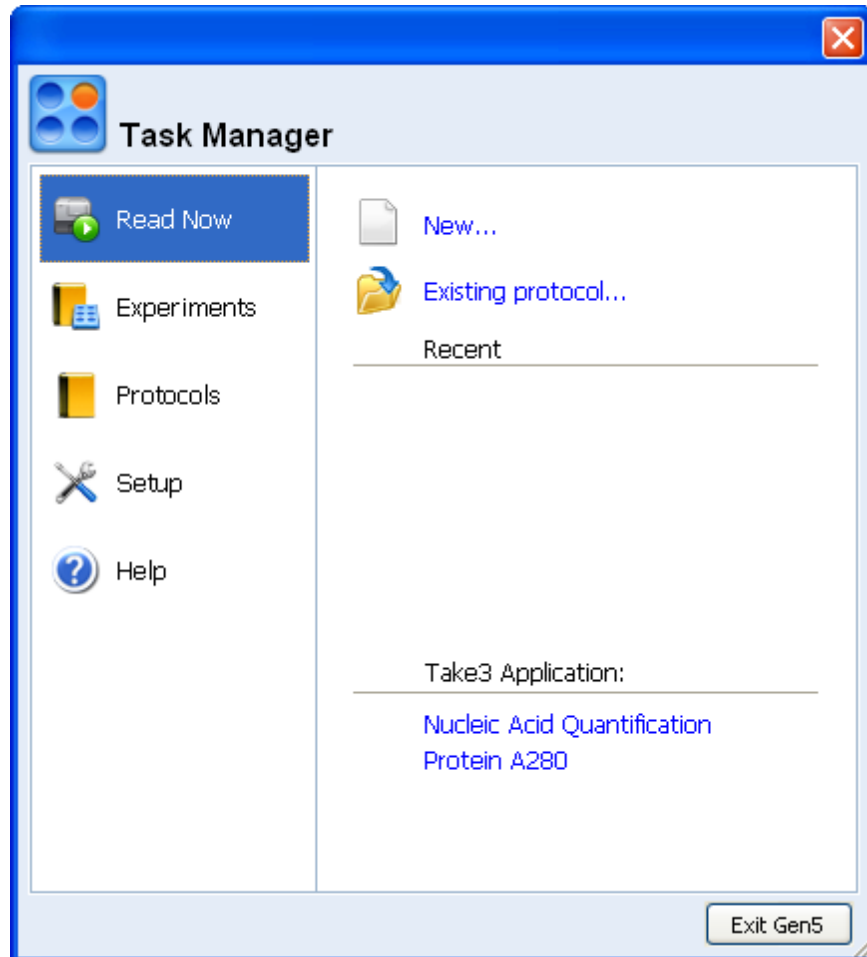 Task Manager
Read Now
Experiments
Protocols
Setup
Help
New...
Existing protocol...
Recent
Take3 Application:
Nucleic Acid Quantification
Protein A280
Exit Gen5